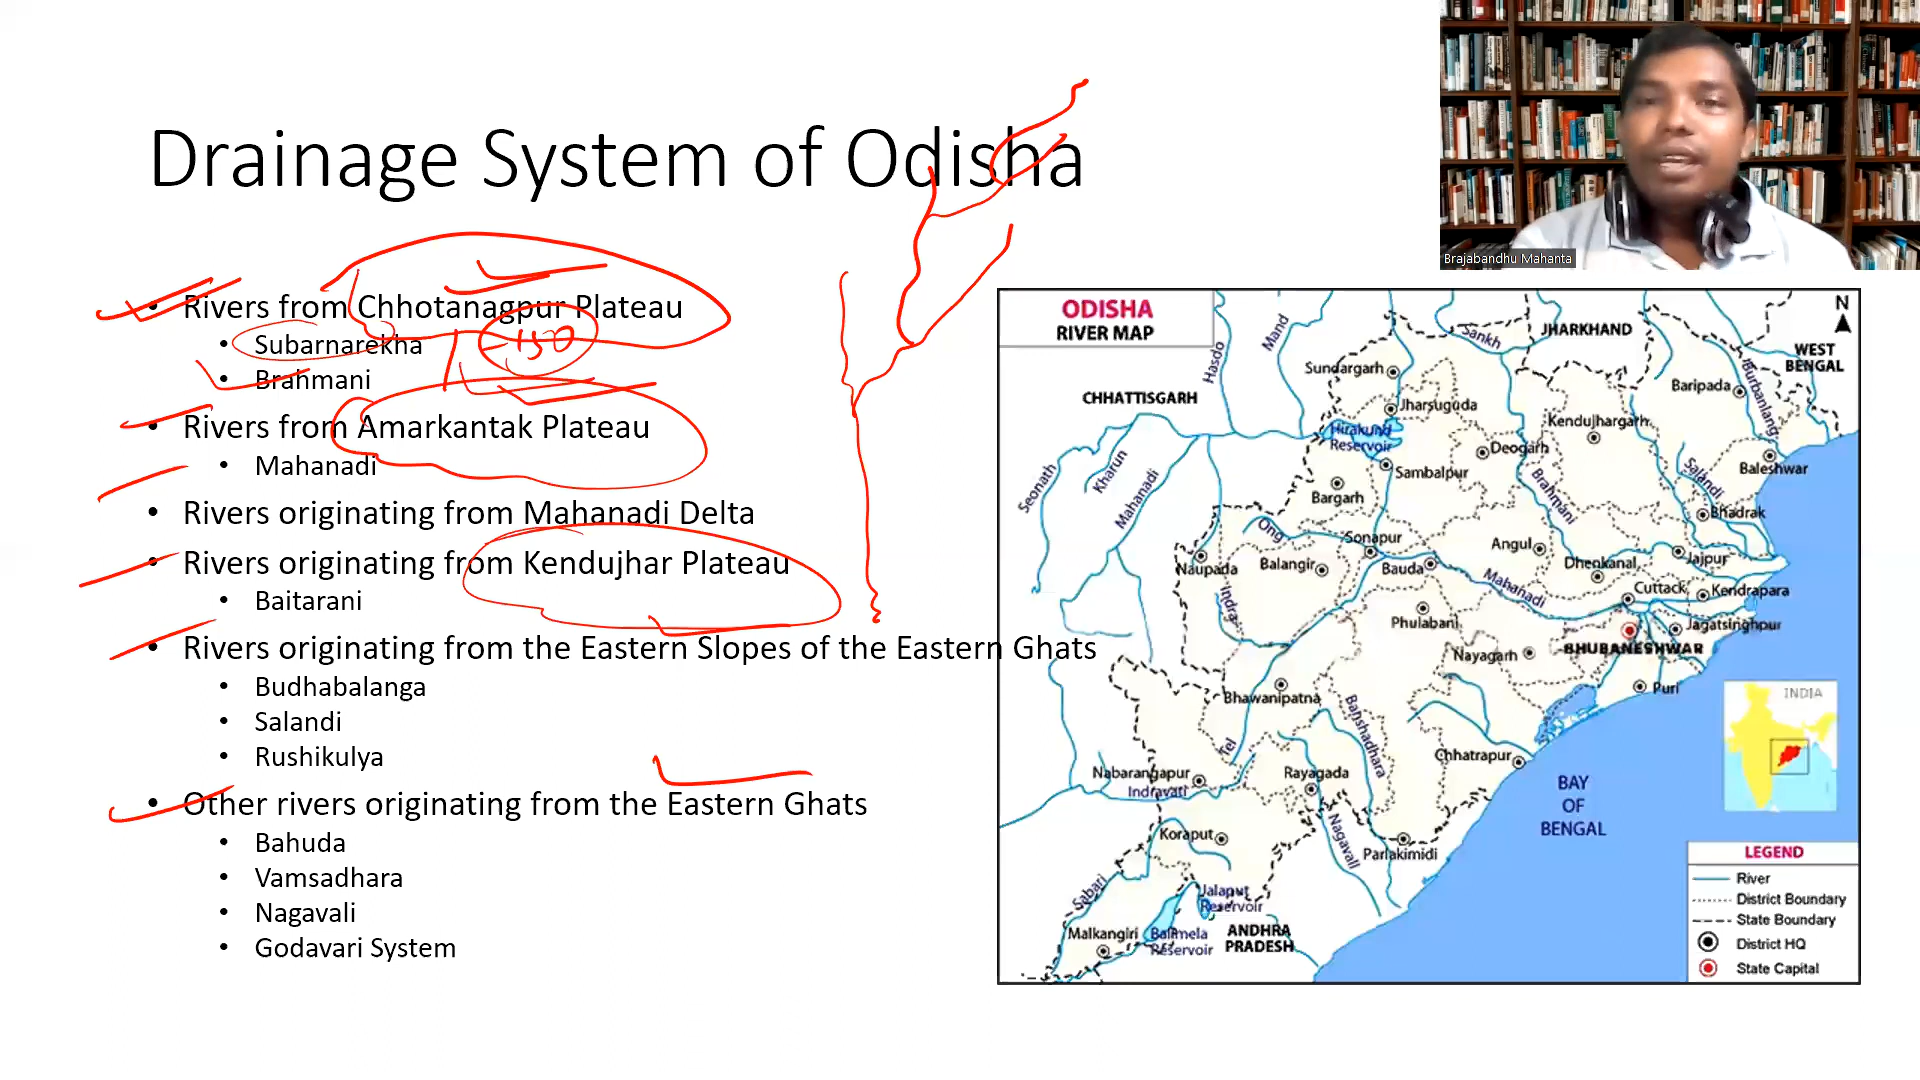 Drainage System of Odisha
• Rivers from Chhotanagpur Plateau
• Subarnarekha
• Brahmani
150
• Rivers from Amarkantak Plateau
• Mahanadi
• Rivers originating from Mahanadi Delta
• Rivers originating from Kendujhar Plateau
• Baitarani
• Rivers originating from the Eastern Slopes of the Eastern Ghats
• Budhabalanga
• Salandi
• Rushikulya
• Other rivers originating from the Eastern Ghats
• Bahuda
• Vamsadhara
• Nagavali
• Godavari System
Brajabandhu Mahanta
ODISHA
RIVER MAP
N
Hasdo
Mand
Sankh
JHARKHAND
WEST
BENGAL
Sundargarh
Baripada
Burbanlang
CHHATTISGARH
Jharsuguda
Kendujhargarh
Hirakund
Reservoir
Deogarh
Baleshwar
Seonath
Kharun
Mahanadi
Sambalpur
Salandi
Bargarh
Brahmani
Bhadrak
Ong
Sonapur
Angul
Jajpur
Naupada
Balangir
Bauda
Dhenkanal
Mahanadi
Cuttack
Kendrapara
Indra
Phulabani
Jagatsinghpur
Nayagarh
BHUBANESHWAR
Puri
Bhawanipatna
INDIA
Bahshadhara
Tel
Chhatrapur
Nabarangapur
Rayagada
Indravati
BAY
OF
BENGAL
Nagavali
Koraput
Parlakimidi
Sabari
Jalaput
Reservoir
Malkangiri
Balimela
Reservoir
ANDHRA
PRADESH
LEGEND
River
District Boundary
State Boundary
District HQ
State Capital